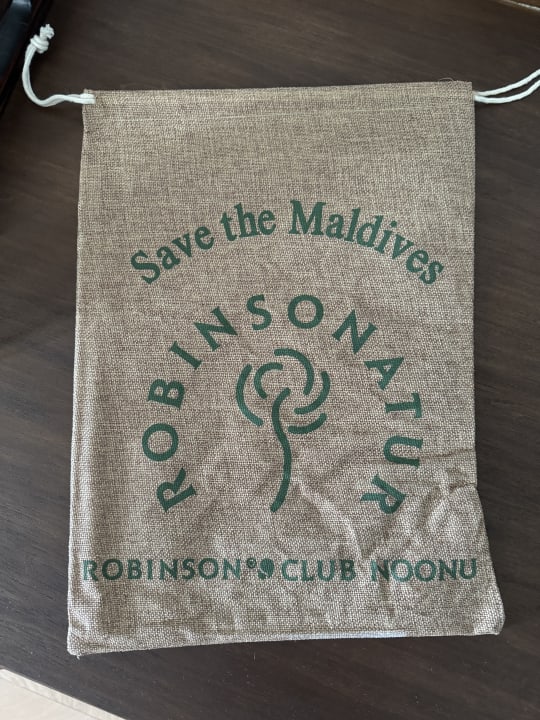 Save the Maldives
ROBINSONATUR
ROBINSON CLUB NOONU